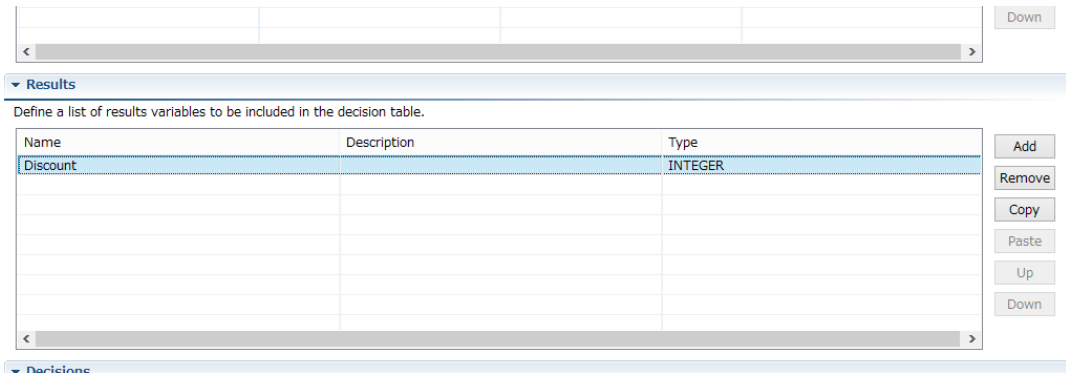 Down
Results
Define a list of results variables to be included in the decision table.
Name Description Type
Discount INTEGER
Add
Remove
Copy
Paste
Up
Down
Decisions